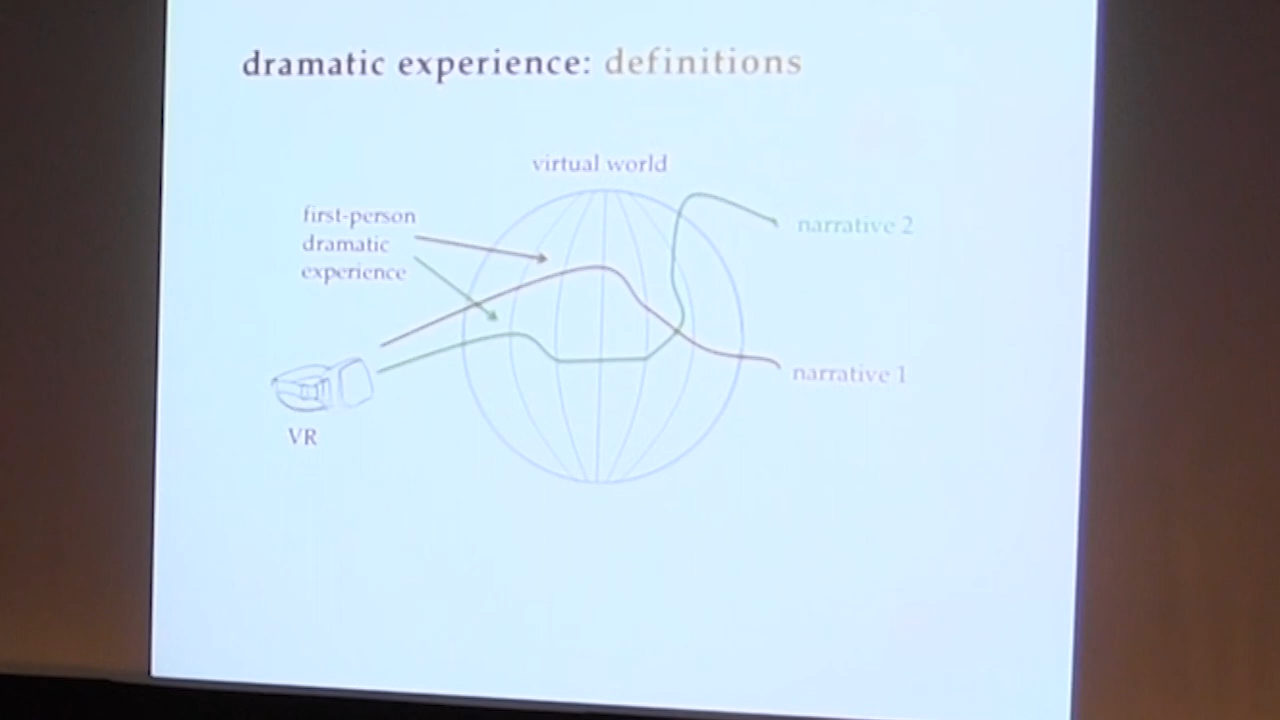 dramatic experience: definitions
virtual world
first-person
dramatic
experience
narrative 2
narrative 1
VR